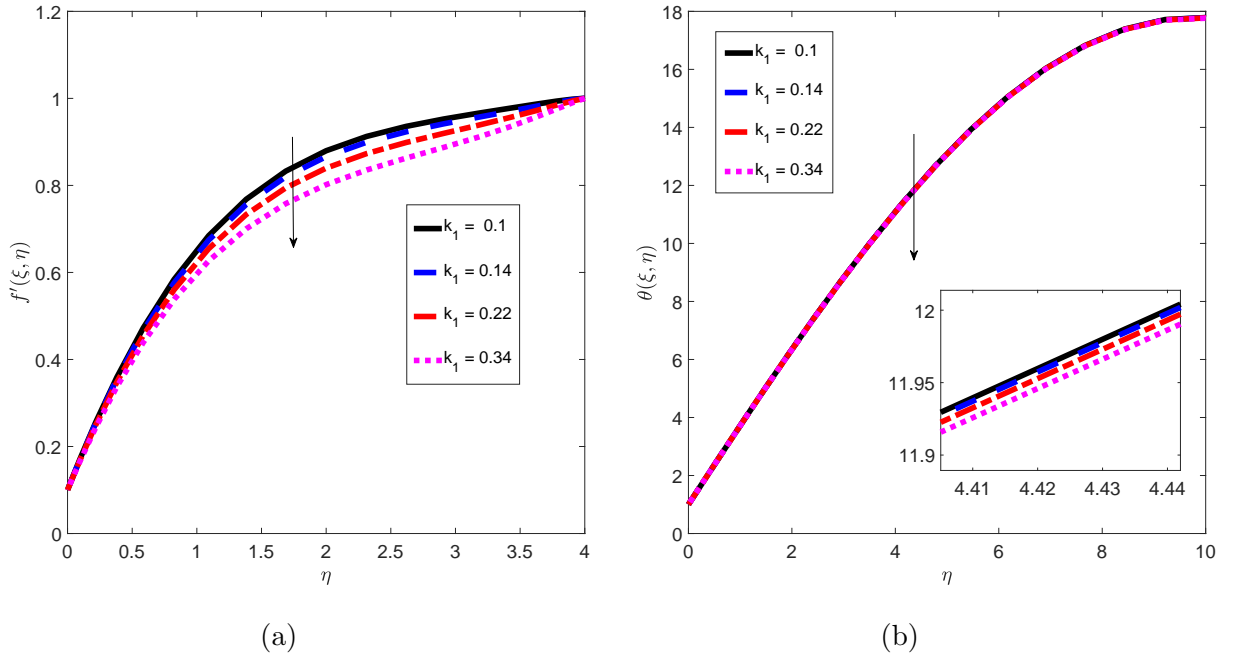 1.2
1
0.8
0.6
0.4
0.2
0
f′(ξ, η)
0 0.5 1 1.5 2 2.5 3 3.5 4
η
k1 = 0.1
k1 = 0.14
k1 = 0.22
k1 = 0.34
(a)
18
16
14
12
10
8
6
4
2
0
θ(ξ, η)
0 2 4 6 8 10
η
k1 = 0.1
k1 = 0.14
k1 = 0.22
k1 = 0.34
12
11.95
11.9
4.41 4.42 4.43 4.44
(b)